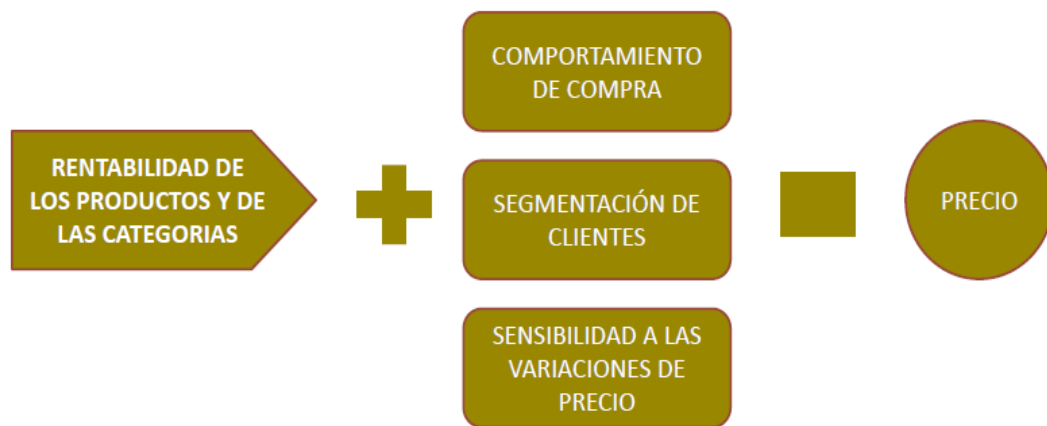 RENTABILIDAD DE
LOS PRODUCTOS Y DE
LAS CATEGORIAS
COMPORTAMIENTO
DE COMPRA
SEGMENTACIÓN DE
CLIENTES
SENSIBILIDAD A LAS
VARIACIONES DE
PRECIO
PRECIO